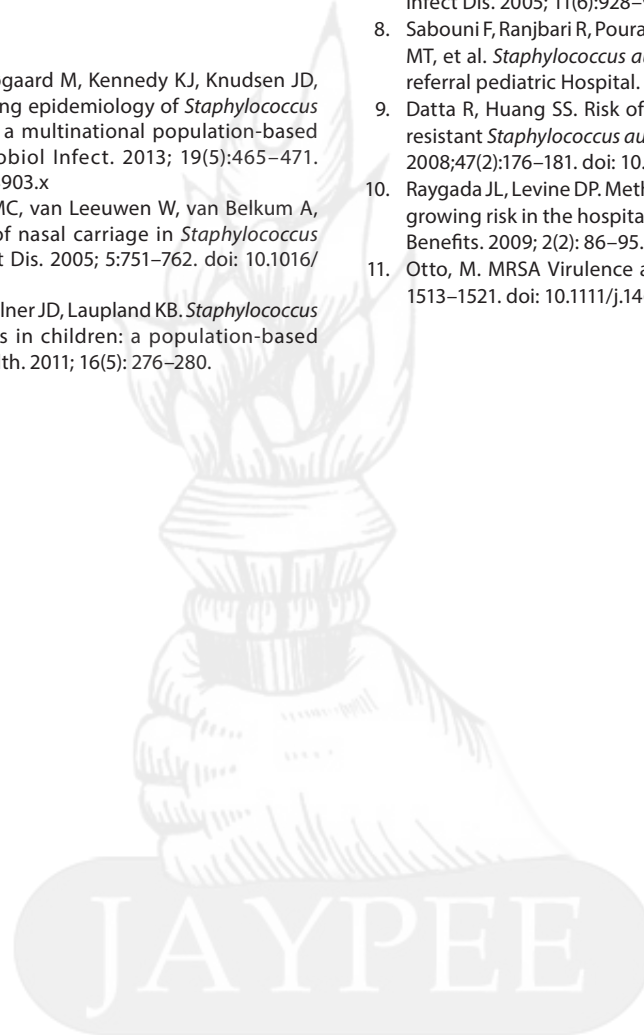 gaard M, Kennedy KJ, Knudsen JD,
ng epidemiology of Staphylococcus
a multinational population-based
obiol Infect. 2013; 19(5):465–471.
903.x
MC, van Leeuwen W, van Belkum A,
of nasal carriage in Staphylococcus
t Dis. 2005; 5:751–762. doi: 10.1016/
lner JD, Laupland KB. Staphylococcus
s in children: a population-based
lth. 2011; 16(5): 276–280.
Infect Dis. 2005; 11(6):928–
8. Sabouni F, Ranjbari R, Poura
MT, et al. Staphylococcus au
referral pediatric Hospital.
9. Datta R, Huang SS. Risk of
resistant Staphylococcus au
2008;47(2):176–181. doi: 10.
10. Raygada JL, Levine DP. Meth
growing risk in the hospita
Benefits. 2009; 2(2): 86–95.
11. Otto, M. MRSA Virulence a
1513–1521. doi: 10.1111/j.14
JAYPEE